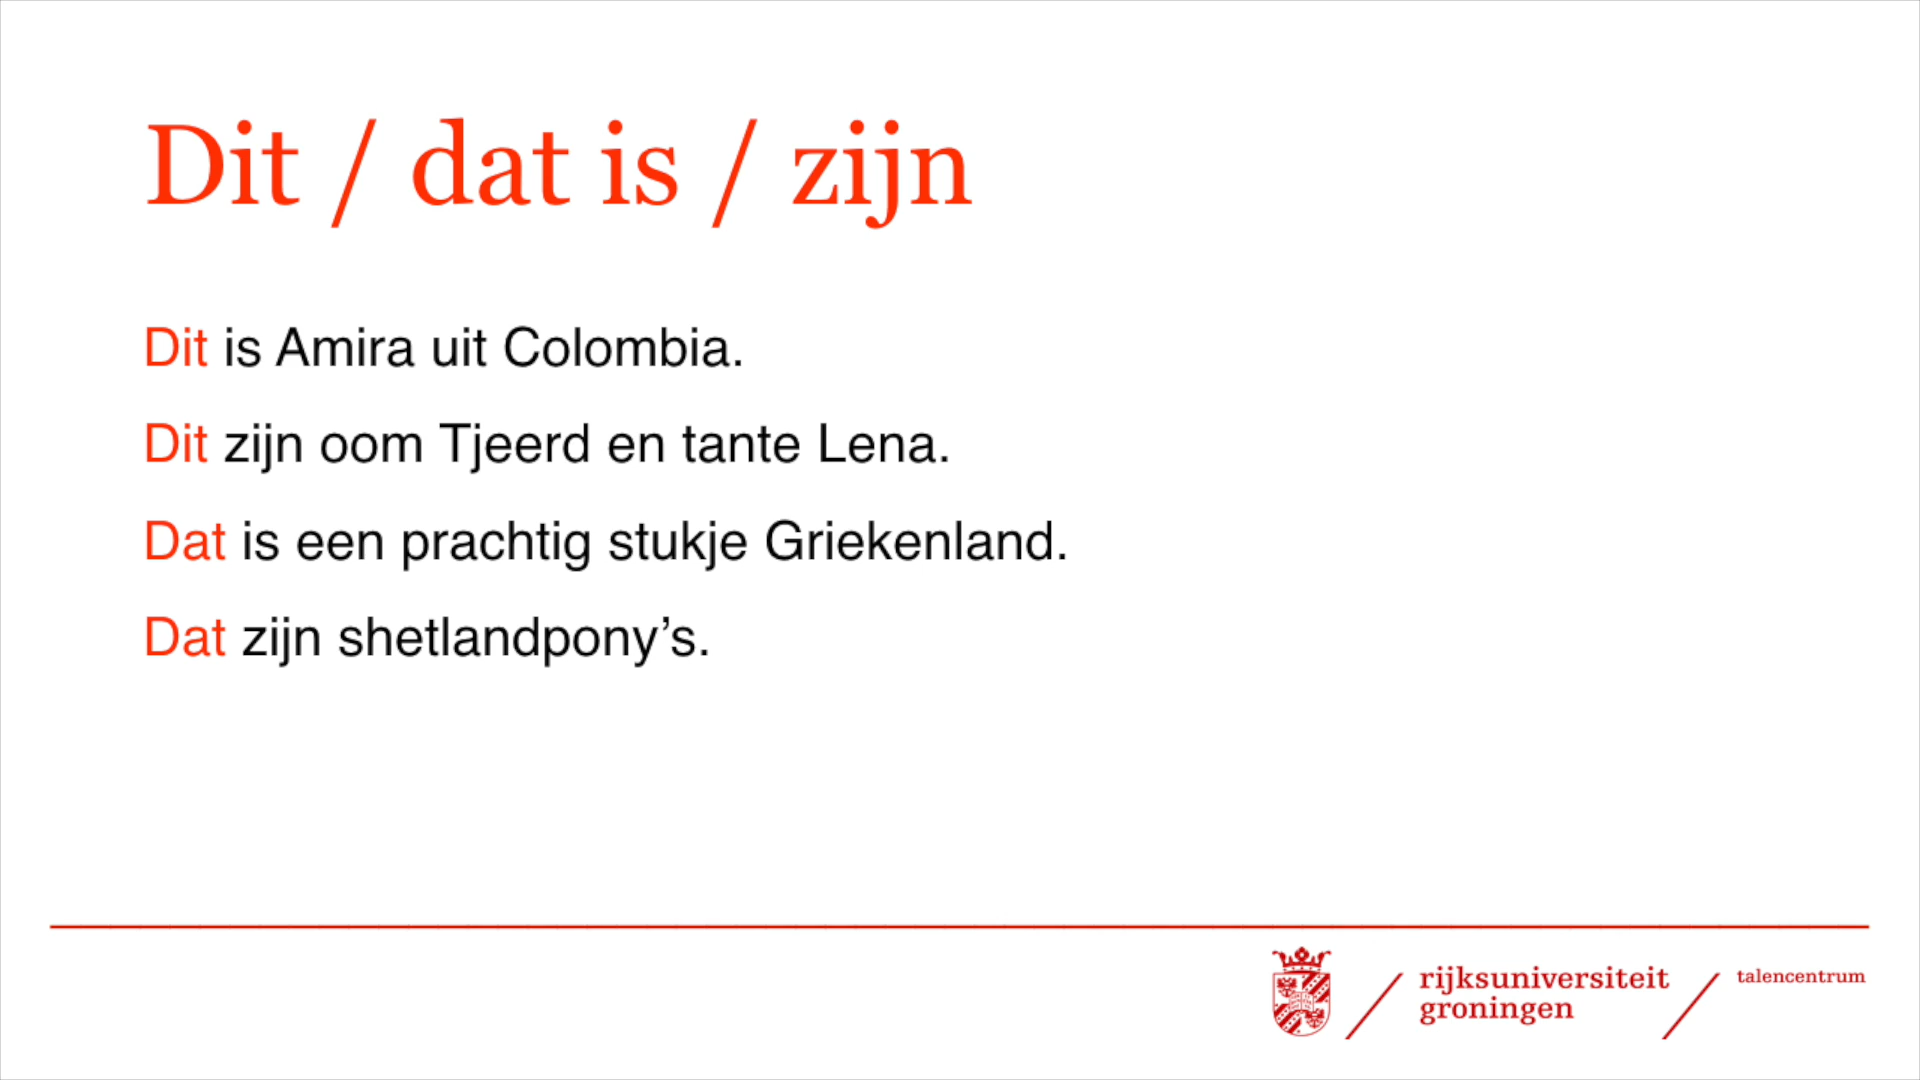 Dit / dat is / zijn
Dit is Amira uit Colombia.
Dit zijn oom Tjeerd en tante Lena.
Dat is een prachtig stukje Griekenland.
Dat zijn shetlandpony’s.
rijksuniversiteit
groningen
talencentrum